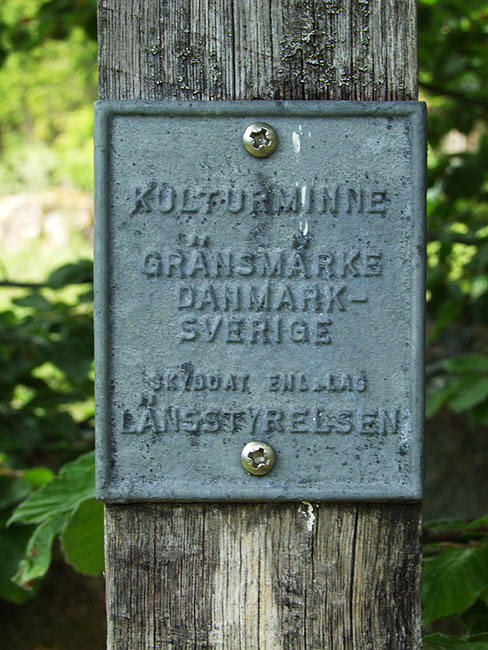 KULTURMINNE
GRÄNSMÄRKE
DANMARK-
SVERIGE
SKYDDAT ENL. LAG
LÄNSSTYRELSEN